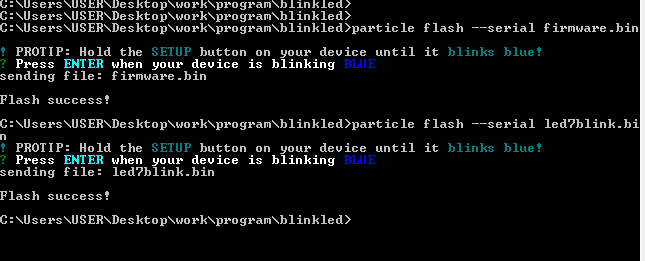 C:\Users\USER\Desktop\work\program\blinkled>
C:\Users\USER\Desktop\work\program\blinkled>
C:\Users\USER\Desktop\work\program\blinkled>particle flash --serial firmware.bin
! PROTIP: Hold the SETUP button on your device until it blinks blue!
? Press ENTER when your device is blinking BLUE
sending file: firmware.bin
Flash success!
C:\Users\USER\Desktop\work\program\blinkled>particle flash --serial led7blink.bi
n
! PROTIP: Hold the SETUP button on your device until it blinks blue!
? Press ENTER when your device is blinking BLUE
sending file: led7blink.bin
Flash success!
C:\Users\USER\Desktop\work\program\blinkled>